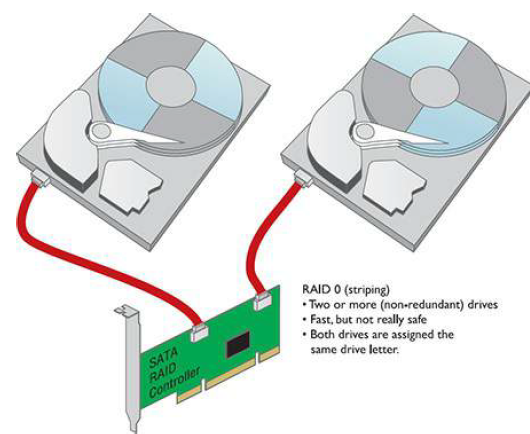 RAID 0 (striping)
• Two or more (non-redundant) drives
• Fast, but not really safe
• Both drives are assigned the
same drive letter.
SATA
RAID
Controller